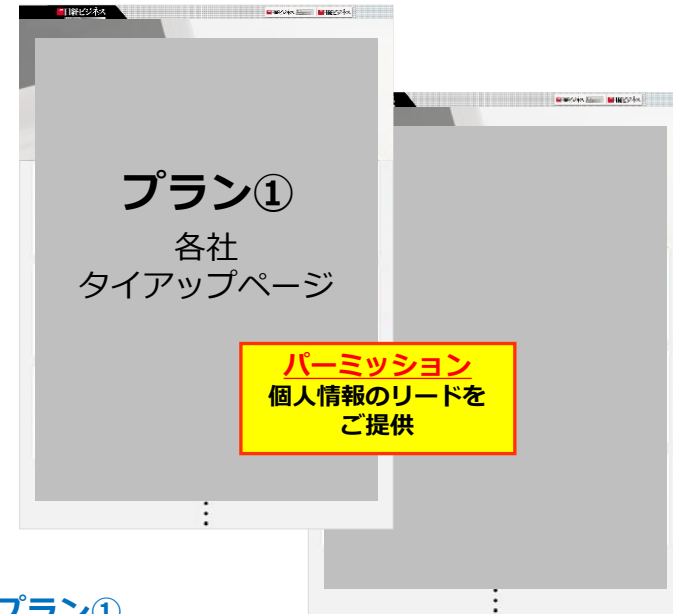 日経ビジネス
プラン①
各社
タイアップページ
パーミッション
個人情報のリードを
ご提供
プラン①